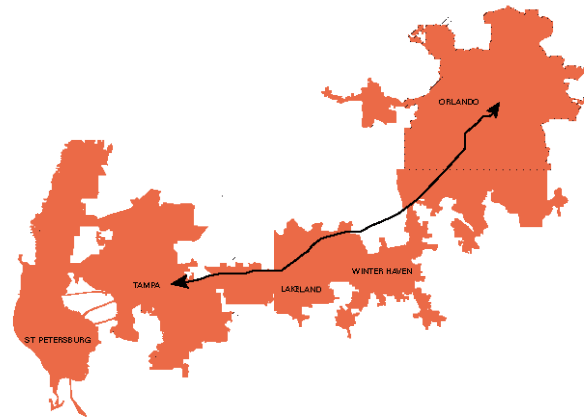 ORLANDO
WINTER HAVEN
TAMPA
LAKELAND
ST PETERSBURG